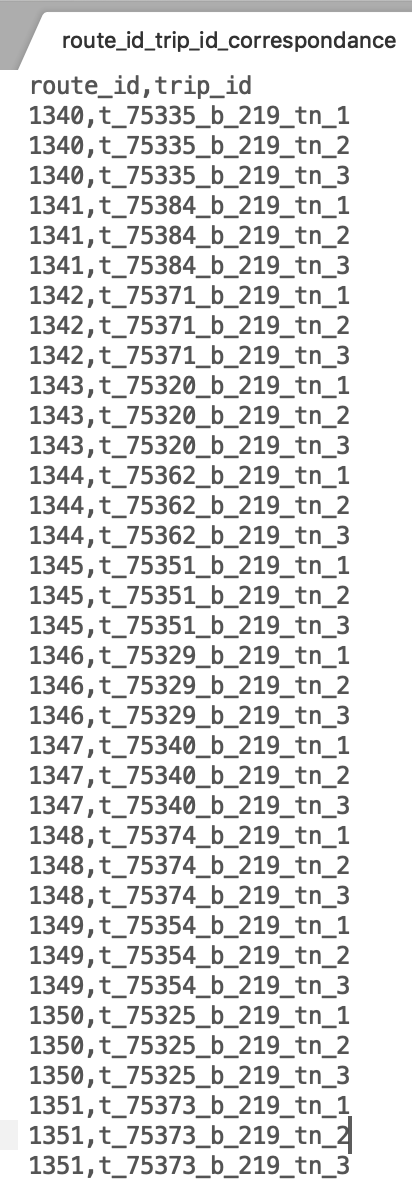 route_id_trip_id_correspondance
route_id,trip_id
1340,t_75335_b_219_tn_1
1340,t_75335_b_219_tn_2
1340,t_75335_b_219_tn_3
1341,t_75384_b_219_tn_1
1341,t_75384_b_219_tn_2
1341,t_75384_b_219_tn_3
1342,t_75371_b_219_tn_1
1342,t_75371_b_219_tn_2
1342,t_75371_b_219_tn_3
1343,t_75320_b_219_tn_1
1343,t_75320_b_219_tn_2
1343,t_75320_b_219_tn_3
1344,t_75362_b_219_tn_1
1344,t_75362_b_219_tn_2
1344,t_75362_b_219_tn_3
1345,t_75351_b_219_tn_1
1345,t_75351_b_219_tn_2
1345,t_75351_b_219_tn_3
1346,t_75329_b_219_tn_1
1346,t_75329_b_219_tn_2
1346,t_75329_b_219_tn_3
1347,t_75340_b_219_tn_1
1347,t_75340_b_219_tn_2
1347,t_75340_b_219_tn_3
1348,t_75374_b_219_tn_1
1348,t_75374_b_219_tn_2
1348,t_75374_b_219_tn_3
1349,t_75354_b_219_tn_1
1349,t_75354_b_219_tn_2
1349,t_75354_b_219_tn_3
1350,t_75325_b_219_tn_1
1350,t_75325_b_219_tn_2
1350,t_75325_b_219_tn_3
1351,t_75373_b_219_tn_1
1351,t_75373_b_219_tn_2
1351,t_75373_b_219_tn_3